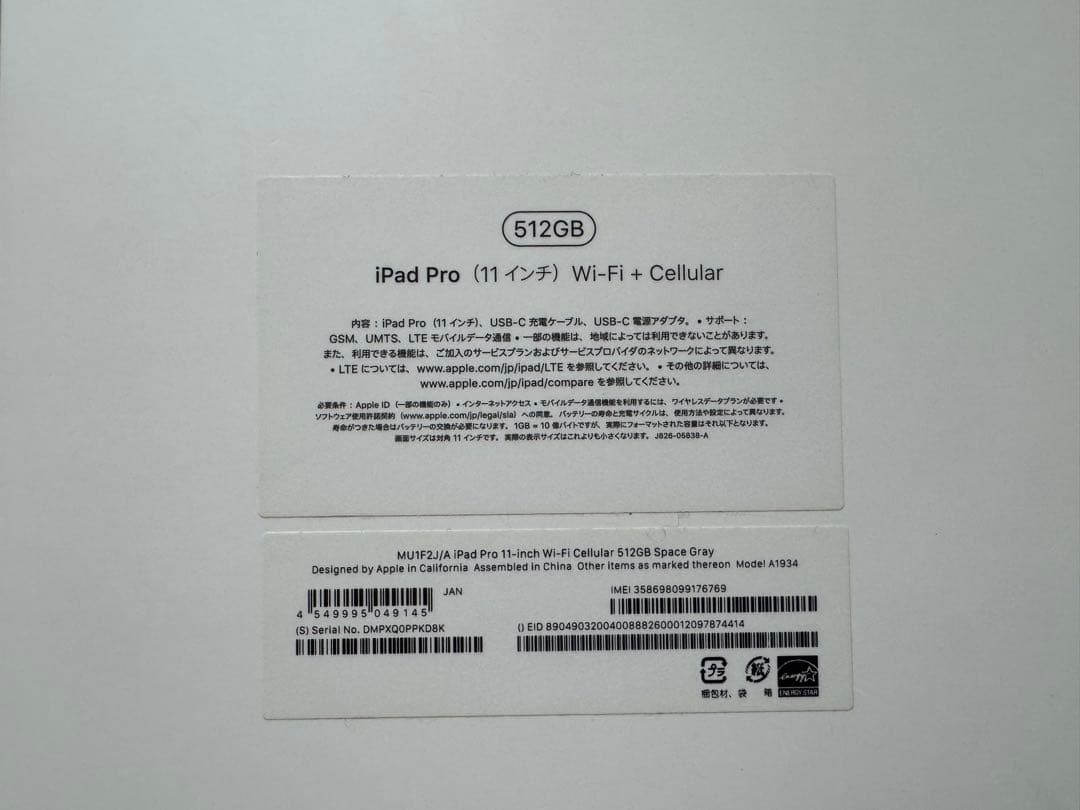 512GB
iPad Pro（11 インチ）Wi-Fi + Cellular
内容：iPad Pro（11 インチ）、USB-C 充電ケーブル、USB-C 電源アダプタ。• サポート：
GSM、UMTS、LTE モバイルデータ通信 • 一部の機能は、地域によっては利用できないことがあります。
また、利用できる機能は、ご加入のサービスプランおよびサービスプロバイダのネットワークによって異なります。
• LTE については、www.apple.com/jp/ipad/LTE を参照してください。• その他の詳細については、
www.apple.com/jp/ipad/compare を参照してください。
必要条件：Apple ID（一部の機能のみ）• インターネットアクセス • モバイルデータ通信機能を利用するには、ワイヤレスデータプランが必要です •
ソフトウェア使用許諾契約（www.apple.com/jp/legal/sla）への同意。バッテリーの寿命と充電サイクルは、使用方法や設定によって異なります。
寿命がつきた場合はバッテリーの交換が必要になります。1GB = 10 億バイトですが、実際にフォーマットされた容量はそれ以下となります。
画面サイズは対角 11 インチです。実際の表示サイズはこれよりも小さくなります。J826-05838-A
MU1F2J/A iPad Pro 11-inch Wi-Fi Cellular 512GB Space Gray
Designed by Apple in California Assembled in China Other items as marked thereon Model A1934
JAN
4 549995 049145
IMEI 358698099176769
(S) Serial No. DMPXQ0PPKD8K
() EID 89049032004008882600012097874414
プラ
紙
energy
ENERGY STAR
梱包材、袋 箱